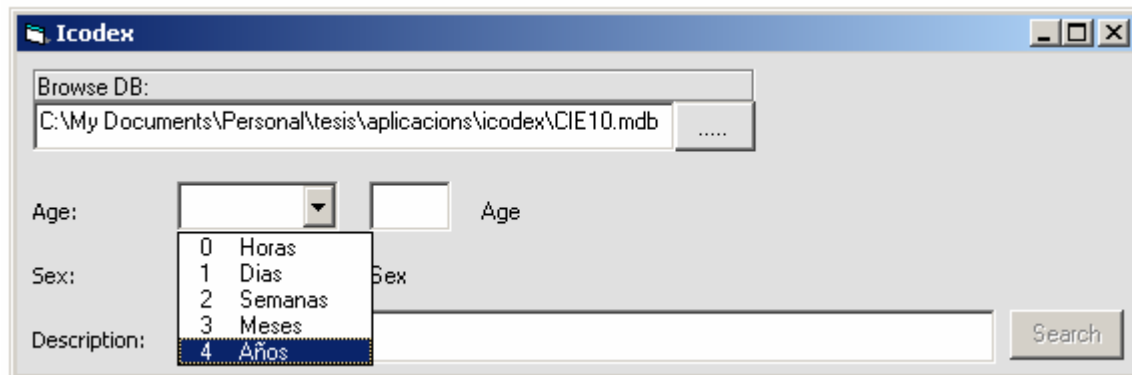 Icodex
Browse DB:
C:\My Documents\Personal\tesis\aplicacions\icodex\CIE10.mdb .....
Age: Age
0 Horas
Sex: 1 Dias Sex
2 Semanas
3 Meses
Description: 4 Años Search